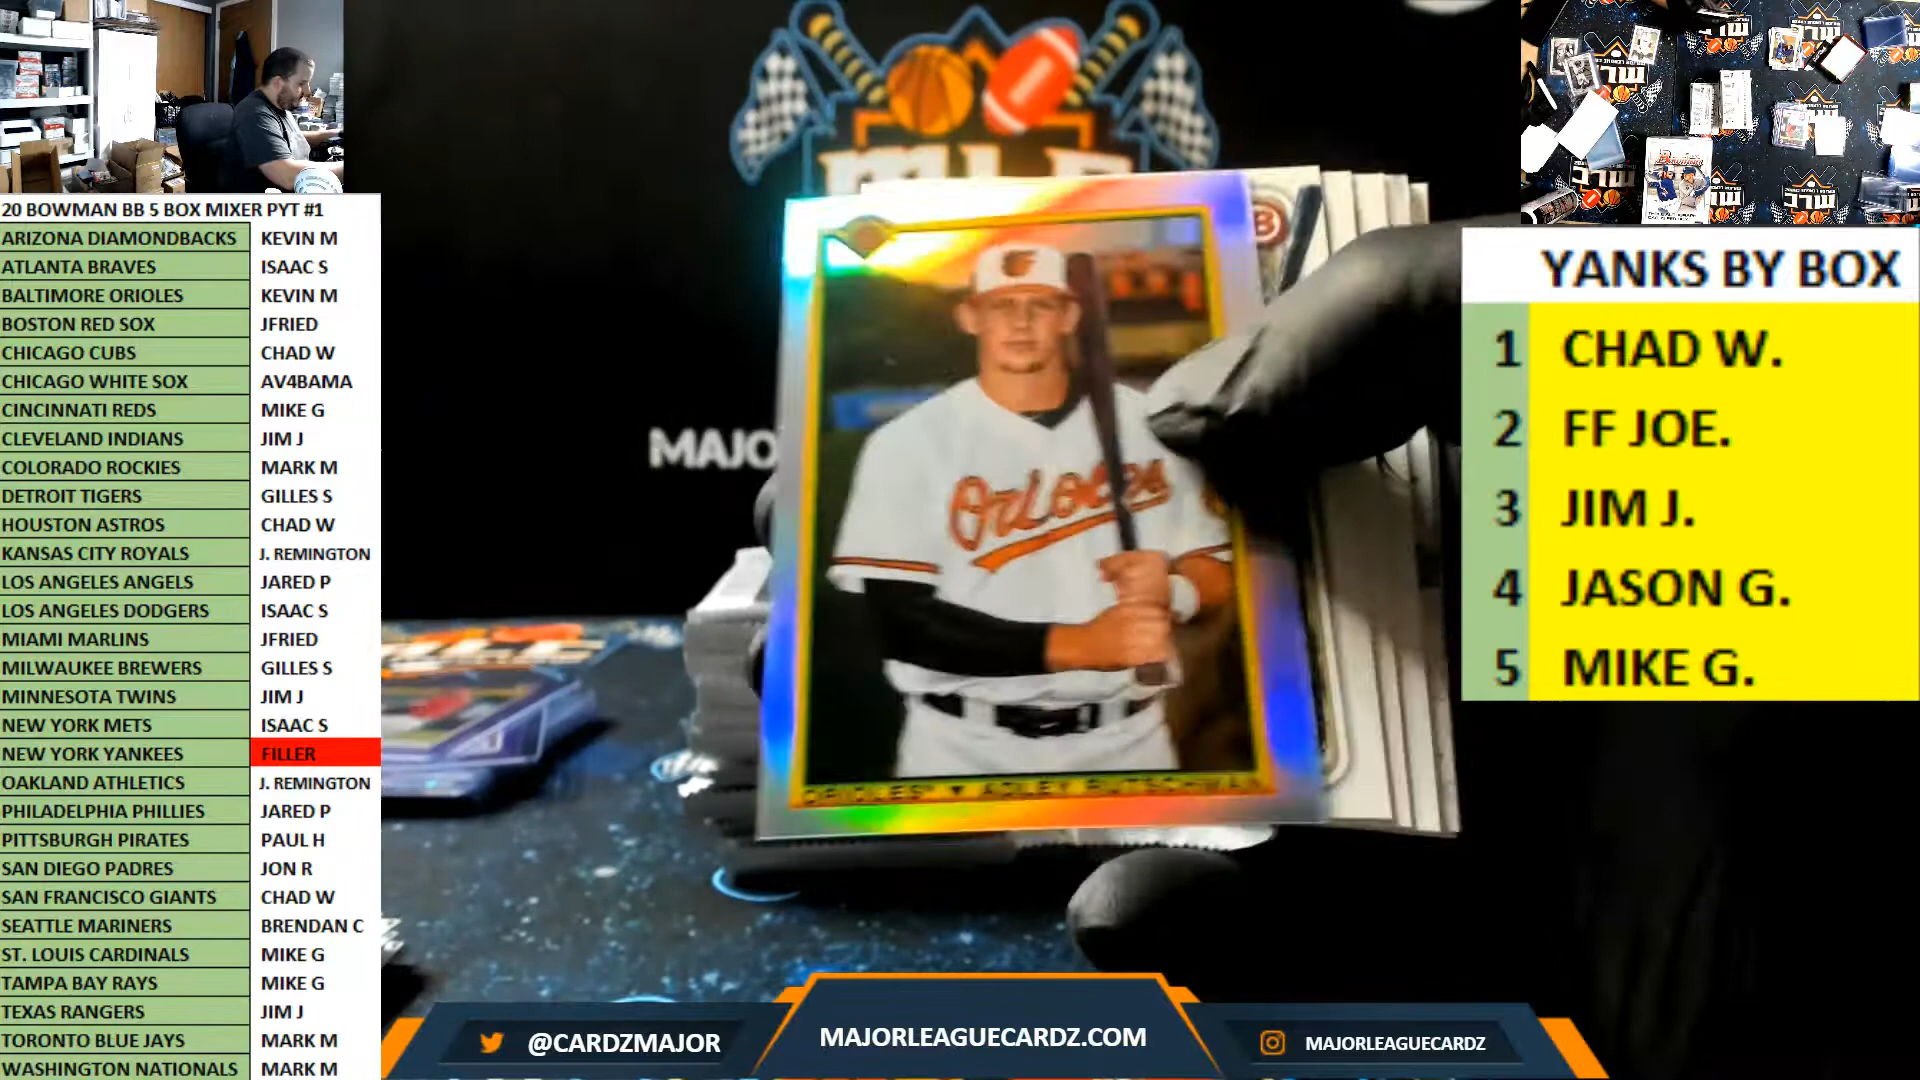 20 BOWMAN BB 5 BOX MIXER PYT #1
ARIZONA DIAMONDBACKS KEVIN M
ATLANTA BRAVES ISAAC S
BALTIMORE ORIOLES KEVIN M
BOSTON RED SOX JFRIED
CHICAGO CUBS CHAD W
CHICAGO WHITE SOX AV4BAMA
CINCINNATI REDS MIKE G
CLEVELAND INDIANS JIM J
COLORADO ROCKIES MARK M
DETROIT TIGERS GILLES S
HOUSTON ASTROS CHAD W
KANSAS CITY ROYALS J. REMINGTON
LOS ANGELES ANGELS JARED P
LOS ANGELES DODGERS ISAAC S
MIAMI MARLINS JFRIED
MILWAUKEE BREWERS GILLES S
MINNESOTA TWINS JIM J
NEW YORK METS ISAAC S
NEW YORK YANKEES FILLER
OAKLAND ATHLETICS J. REMINGTON
PHILADELPHIA PHILLIES JARED P
PITTSBURGH PIRATES PAUL H
SAN DIEGO PADRES JON R
SAN FRANCISCO GIANTS CHAD W
SEATTLE MARINERS BRENDAN C
ST. LOUIS CARDINALS MIKE G
TAMPA BAY RAYS MIKE G
TEXAS RANGERS JIM J
TORONTO BLUE JAYS MARK M
WASHINGTON NATIONALS MARK M
MLC
MAJO
Orioles
ORIOLES ADLEY RUTSCHMAN
YANKS BY BOX
1 CHAD W.
2 FF JOE.
3 JIM J.
4 JASON G.
5 MIKE G.
@CARDZMAJOR
MAJORLEAGUECARDZ.COM
MAJORLEAGUECARDZ